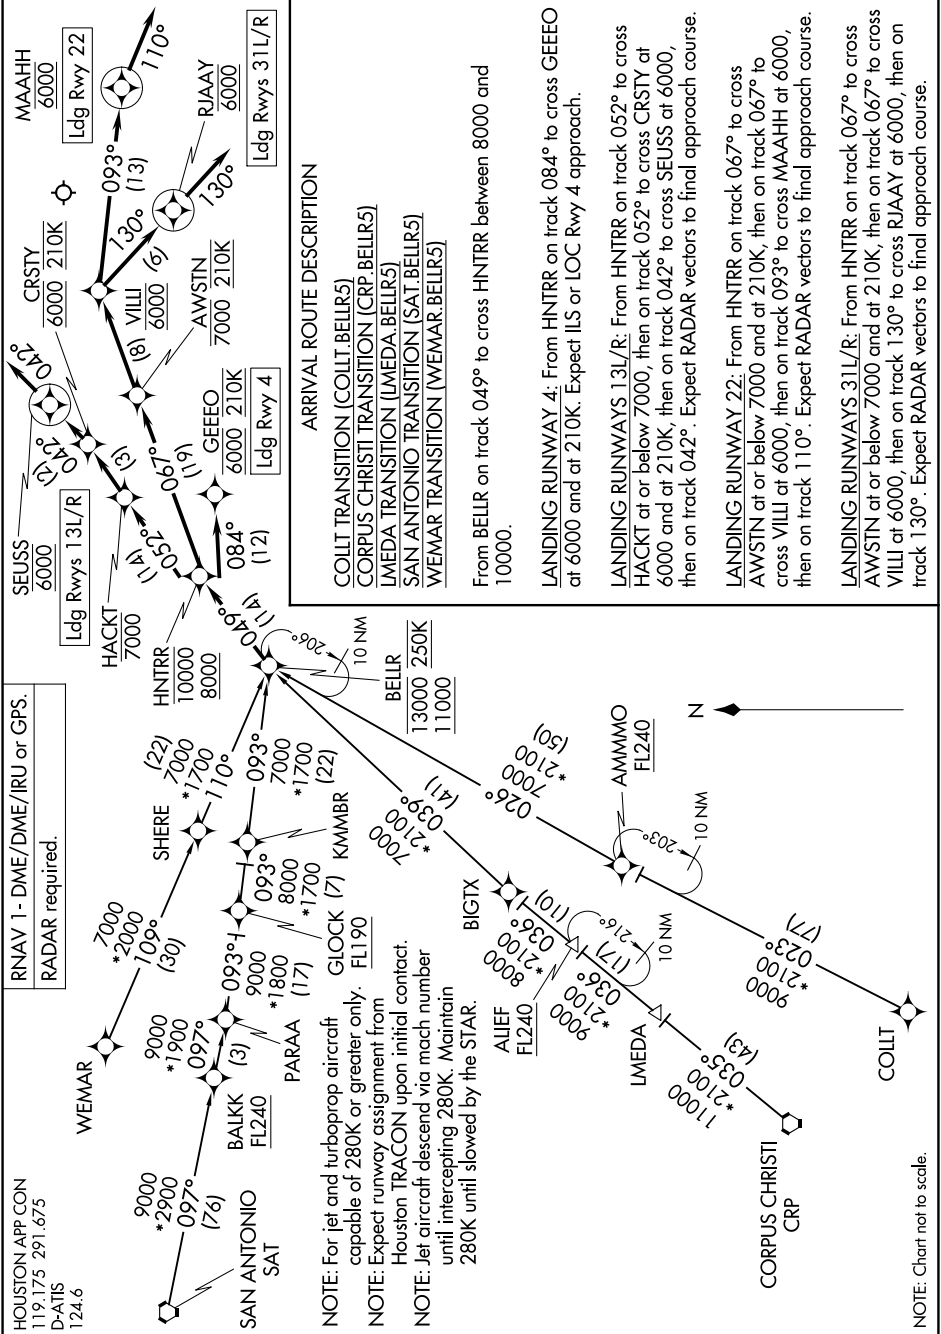 HOUSTON APP CON
119.175 291.675
D-ATIS
124.6
RNAV 1- DME/DME/IRU or GPS.
RADAR required.
SEUSS
6000
Ldg Rwys 13L/R
042°
042°
(2)
CRSTY
6000 210K
(3)
HACKT
7000
052°
(14)
HNTRR
10000
8000
MAAHH
6000
Ldg Rwy 22
110°
093°
(13)
RJAAY
6000
Ldg Rwys 31L/R
130°
130°
(6)
VILLI
6000
(8)
AWSTN
7000 210K
067°
(19)
GEEEO
6000 210K
Ldg Rwy 4
084°
(12)
049°
(14)
206°
10 NM
BELLR
13000 250K
11000
WEMAR
7000
*2000
109°
(30)
SHERE
(22)
7000
*1700
110°
SAN ANTONIO
SAT
9000
*2900
097°
(76)
BALKK
FL240
9000
*1900
097°
(3)
PARAA
093°
9000
*1800
(17)
GLOCK
FL190
093°
8000
*1700
(7)
KMMBR
093°
7000
*1700
(22)
NOTE: For jet and turboprop aircraft
capable of 280K or greater only.
NOTE: Expect runway assignment from
Houston TRACON upon initial contact.
NOTE: Jet aircraft descend via mach number
until intercepting 280K. Maintain
280K until slowed by the STAR.
CORPUS CHRISTI
CRP
11000
*2100
035°
(43)
LMEDA
9000
*2100
036°
(17)
ALIEF
FL240
216°
10 NM
8000
*2100
036°
(10)
BIGTX
7000
*2100
039°
(41)
COLLT
9000
*2100
023°
(77)
AMMMO
FL240
203°
10 NM
7000
*2100
026°
(50)
N
NOTE: Chart not to scale.
ARRIVAL ROUTE DESCRIPTION
COLLT TRANSITION (COLLT.BELLR5)
CORPUS CHRISTI TRANSITION (CRP.BELLR5)
LMEDA TRANSITION (LMEDA.BELLR5)
SAN ANTONIO TRANSITION (SAT.BELLR5)
WEMAR TRANSITION (WEMAR.BELLR5)
From BELLR on track 049° to cross HNTRR between 8000 and
10000.
LANDING RUNWAY 4: From HNTRR on track 084° to cross GEEEO
at 6000 and at 210K. Expect ILS or LOC Rwy 4 approach.
LANDING RUNWAYS 13L/R: From HNTRR on track 052° to cross
HACKT at or below 7000, then on track 052° to cross CRSTY at
6000 and at 210K, then on track 042° to cross SEUSS at 6000,
then on track 042°. Expect RADAR vectors to final approach course.
LANDING RUNWAY 22: From HNTRR on track 067° to cross
AWSTN at or below 7000 and at 210K, then on track 067° to
cross VILLI at 6000, then on track 093° to cross MAAHH at 6000,
then on track 110°. Expect RADAR vectors to final approach course.
LANDING RUNWAYS 31L/R: From HNTRR on track 067° to cross
AWSTN at or below 7000 and at 210K, then on track 067° to cross
VILLI at 6000, then on track 130° to cross RJAAY at 6000, then on
track 130°. Expect RADAR vectors to final approach course.